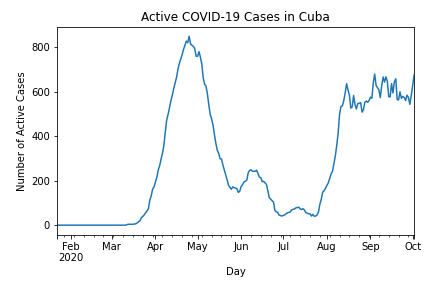 Active COVID-19 Cases in Cuba
Number of Active Cases
800
600
400
200
0
Feb Mar Apr May Jun Jul Aug Sep Oct
2020
Day